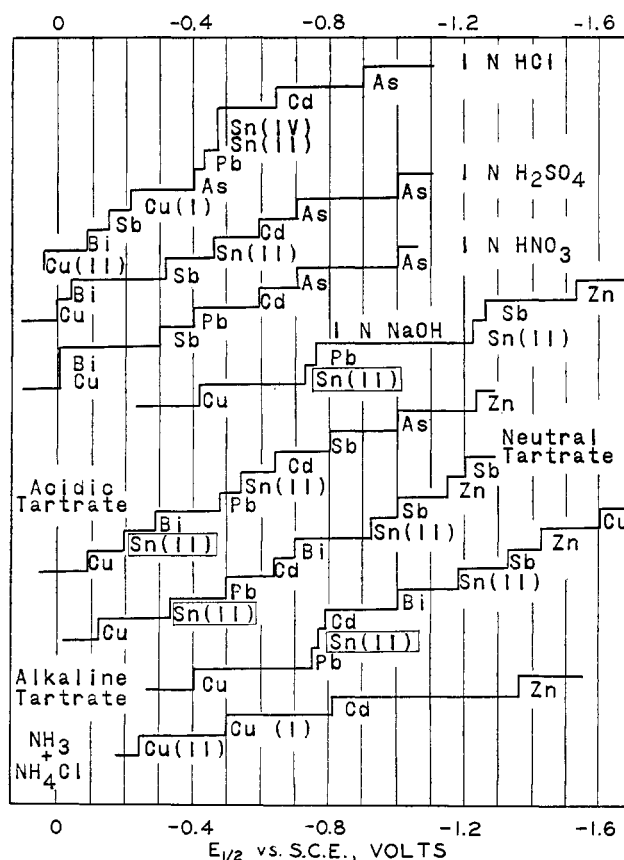 0 -0.4 -0.8 -1.2 -1.6
As 1 N HCl
Cd
Sn(IV)
Sn(II)
Pb
As
Cu(I)
Sb
Bi
Cu(II)
As 1 N H2SO4
As
Cd
Sn(II)
Sb
Bi
Cu
As 1 N HNO3
As
Cd
Pb
Sb
Bi
Cu
1 N NaOH
Zn
Sb
Sn(II)
Pb
Sn(II)
Cu
Acidic
Tartrate
Zn
As
Sb
Cd
Sn(II)
Pb
Bi
Sn(II)
Cu
Neutral
Tartrate
Sb
Zn
Sb
Sn(II)
Bi
Cd
Pb
Sn(II)
Cu
Alkaline
Tartrate
Cu
Zn
Sb
Sn(II)
Bi
Cd
Sn(II)
Pb
Cu
NH3
+
NH4Cl
Zn
Cd
Cu (I)
Cu(II)
0 -0.4 -0.8 -1.2 -1.6
E1/2 vs. S.C.E., VOLTS